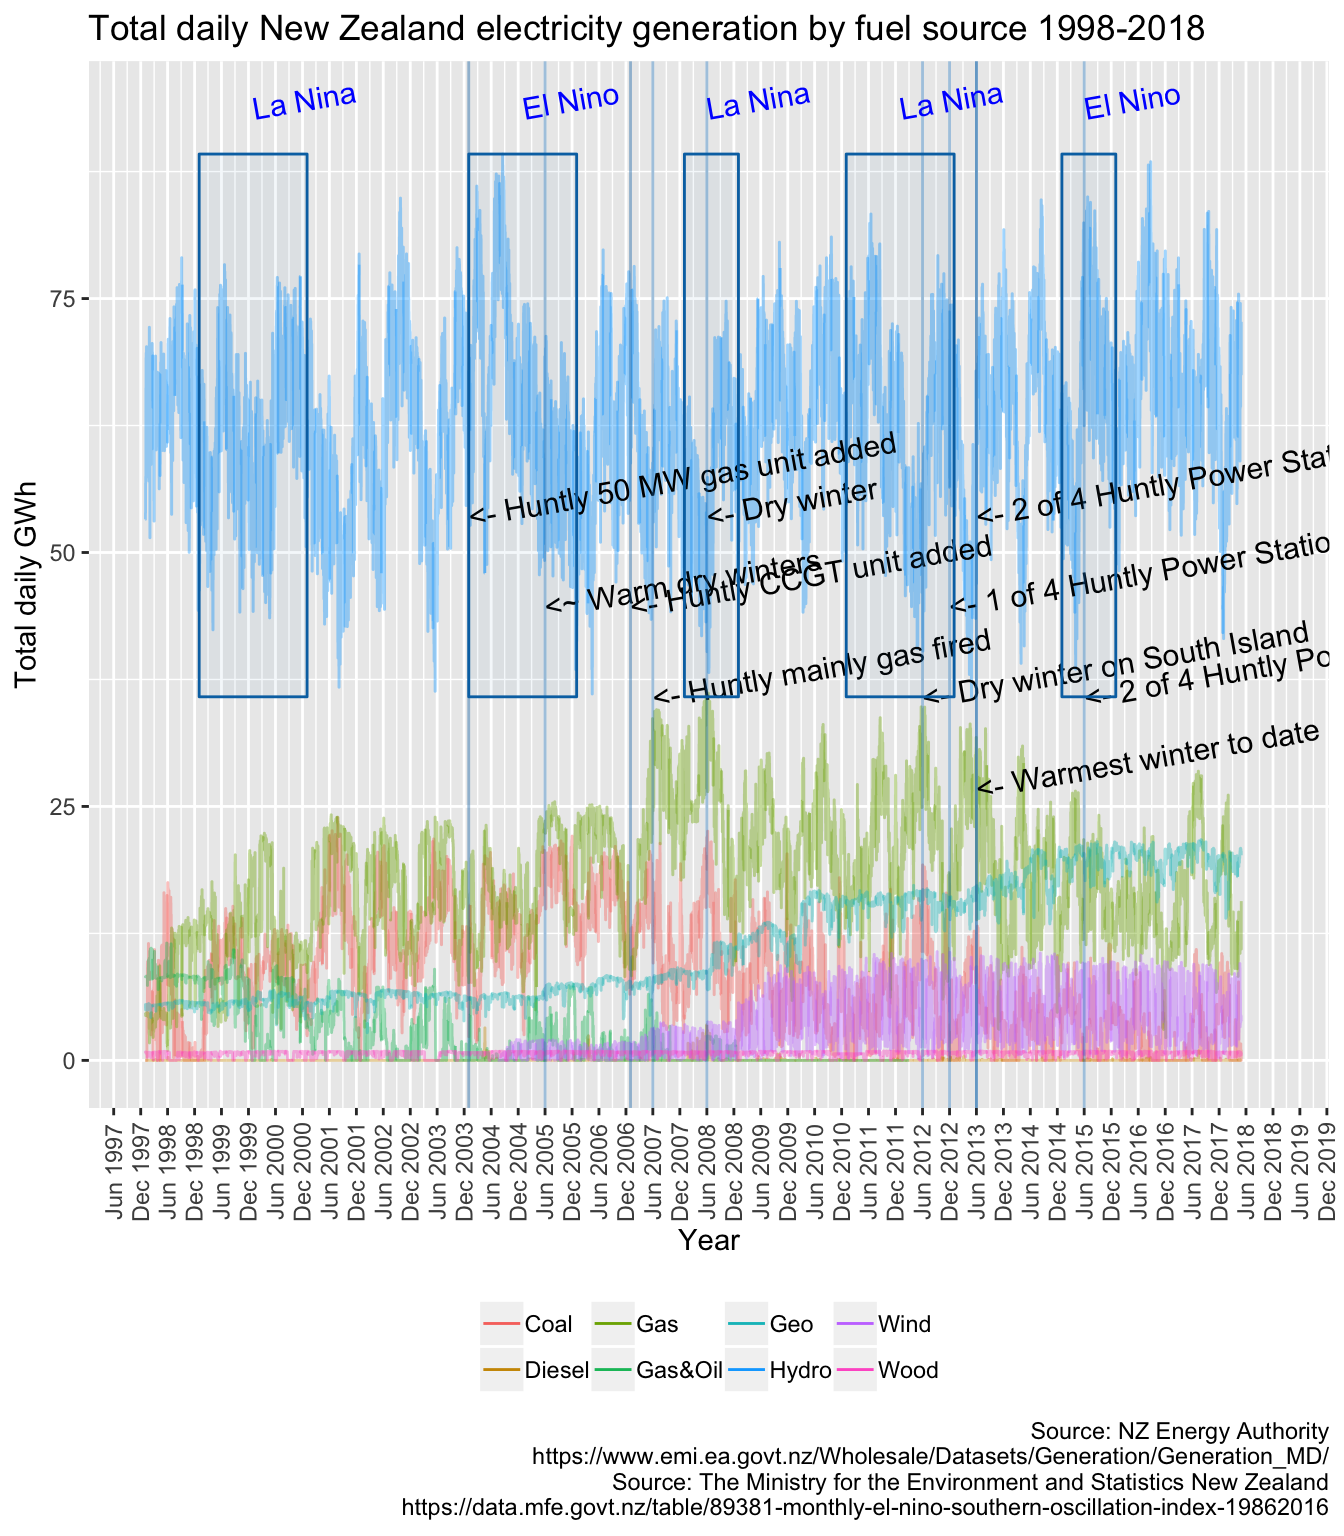 Total daily New Zealand electricity generation by fuel source 1998-2018
La Nina
El Nino
La Nina
La Nina
El Nino
Total daily GWh
75
50
25
0
<- Huntly 50 MW gas unit added
<- Dry winter
<- 2 of 4 Huntly Power Stat
<~ Warm dry winters
<- Huntly CCGT unit added
<- 1 of 4 Huntly Power Statio
<- Huntly mainly gas fired
<- Dry winter on South Island
<- 2 of 4 Huntly Po
<- Warmest winter to date
Jun 1997
Dec 1997
Jun 1998
Dec 1998
Jun 1999
Dec 1999
Jun 2000
Dec 2000
Jun 2001
Dec 2001
Jun 2002
Dec 2002
Jun 2003
Dec 2003
Jun 2004
Dec 2004
Jun 2005
Dec 2005
Jun 2006
Dec 2006
Jun 2007
Dec 2007
Jun 2008
Dec 2008
Jun 2009
Dec 2009
Jun 2010
Dec 2010
Jun 2011
Dec 2011
Jun 2012
Dec 2012
Jun 2013
Dec 2013
Jun 2014
Dec 2014
Jun 2015
Dec 2015
Jun 2016
Dec 2016
Jun 2017
Dec 2017
Jun 2018
Dec 2018
Jun 2019
Dec 2019
Year
Coal Gas Geo Wind
Diesel Gas&Oil Hydro Wood
Source: NZ Energy Authority
https://www.emi.ea.govt.nz/Wholesale/Datasets/Generation/Generation_MD/
Source: The Ministry for the Environment and Statistics New Zealand
https://data.mfe.govt.nz/table/89381-monthly-el-nino-southern-oscillation-index-19862016